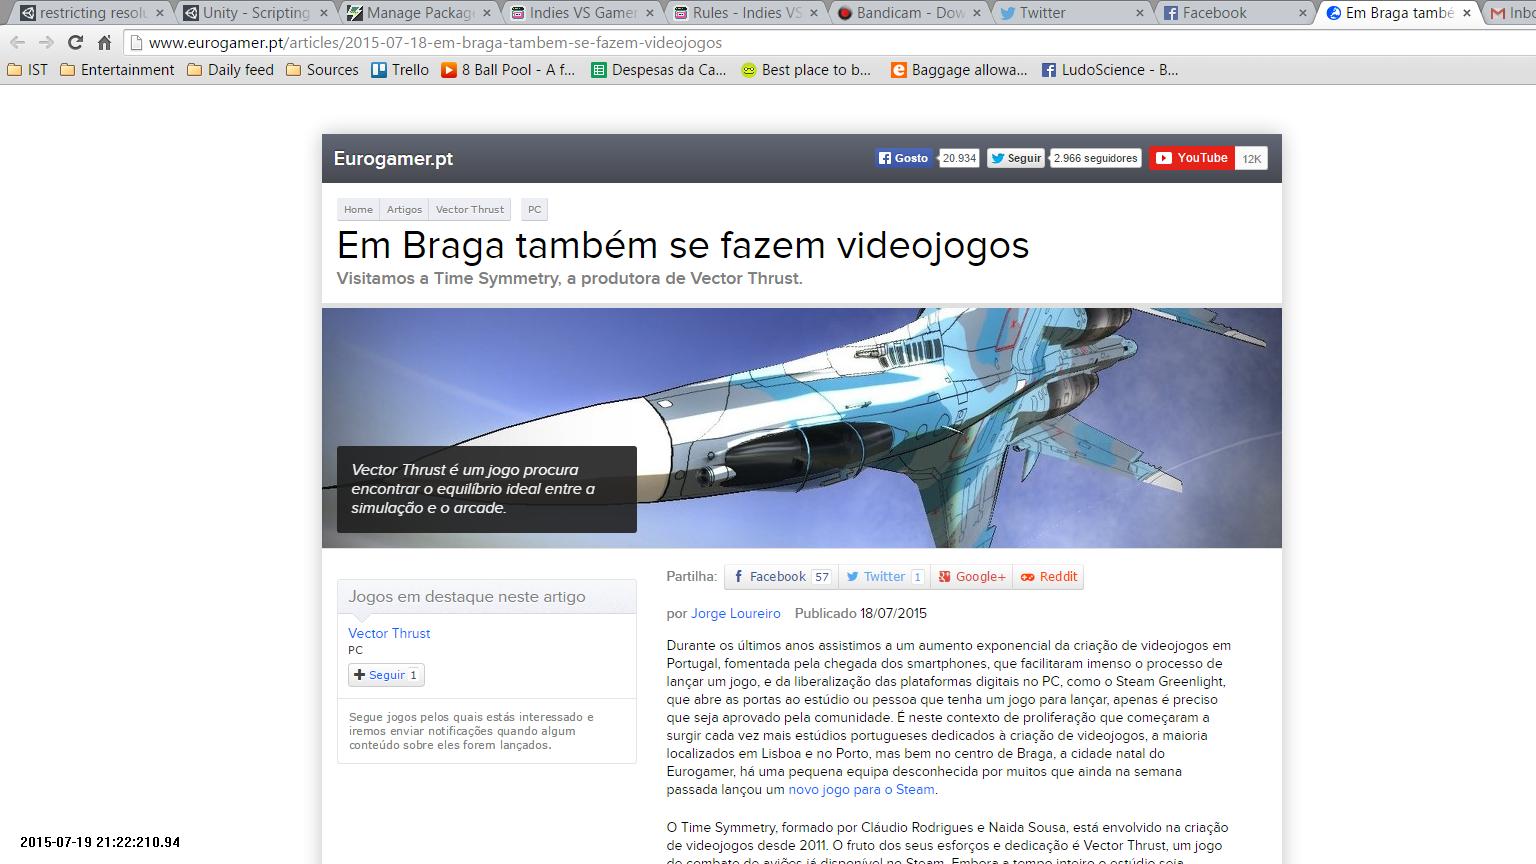 restricting resolu
Unity - Scripting
Manage Package
Indies VS Gamer
Rules - Indies VS
Bandicam - Dow
Twitter
Facebook
Em Braga també
Inbo
www.eurogamer.pt/articles/2015-07-18-em-braga-tambem-se-fazem-videojogos
IST
Entertainment
Daily feed
Sources
Trello
8 Ball Pool - A f...
Despesas da Ca...
Best place to b...
Baggage allowa...
LudoScience - B...
Eurogamer.pt
Gosto
20.934
Seguir
2.966 seguidores
YouTube
12K
Home
Artigos
Vector Thrust
PC
Em Braga também se fazem videojogos
Visitamos a Time Symmetry, a produtora de Vector Thrust.
Vector Thrust é um jogo procura
encontrar o equilíbrio ideal entre a
simulação e o arcade.
Jogos em destaque neste artigo
Vector Thrust
PC
Seguir 1
Segue jogos pelos quais estás interessado e
iremos enviar notificações quando algum
conteúdo sobre eles forem lançados.
Partilha:
Facebook 57
Twitter 1
Google+
Reddit
por Jorge Loureiro Publicado 18/07/2015
Durante os últimos anos assistimos a um aumento exponencial da criação de videojogos em
Portugal, fomentada pela chegada dos smartphones, que facilitaram imenso o processo de
lançar um jogo, e da liberalização das plataformas digitais no PC, como o Steam Greenlight,
que abre as portas ao estúdio ou pessoa que tenha um jogo para lançar, apenas é preciso
que seja aprovado pela comunidade. É neste contexto de proliferação que começaram a
surgir cada vez mais estúdios portugueses dedicados à criação de videojogos, a maioria
localizados em Lisboa e no Porto, mas bem no centro de Braga, a cidade natal do
Eurogamer, há uma pequena equipa desconhecida por muitos que ainda na semana
passada lançou um novo jogo para o Steam.
O Time Symmetry, formado por Cláudio Rodrigues e Naida Sousa, está envolvido na criação
de videojogos desde 2011. O fruto dos seus esforços e dedicação é Vector Thrust, um jogo
de combate de aviões já disponível no Steam. Embora a tempo inteiro o estúdio seja
2015-07-19 21:22:210.94